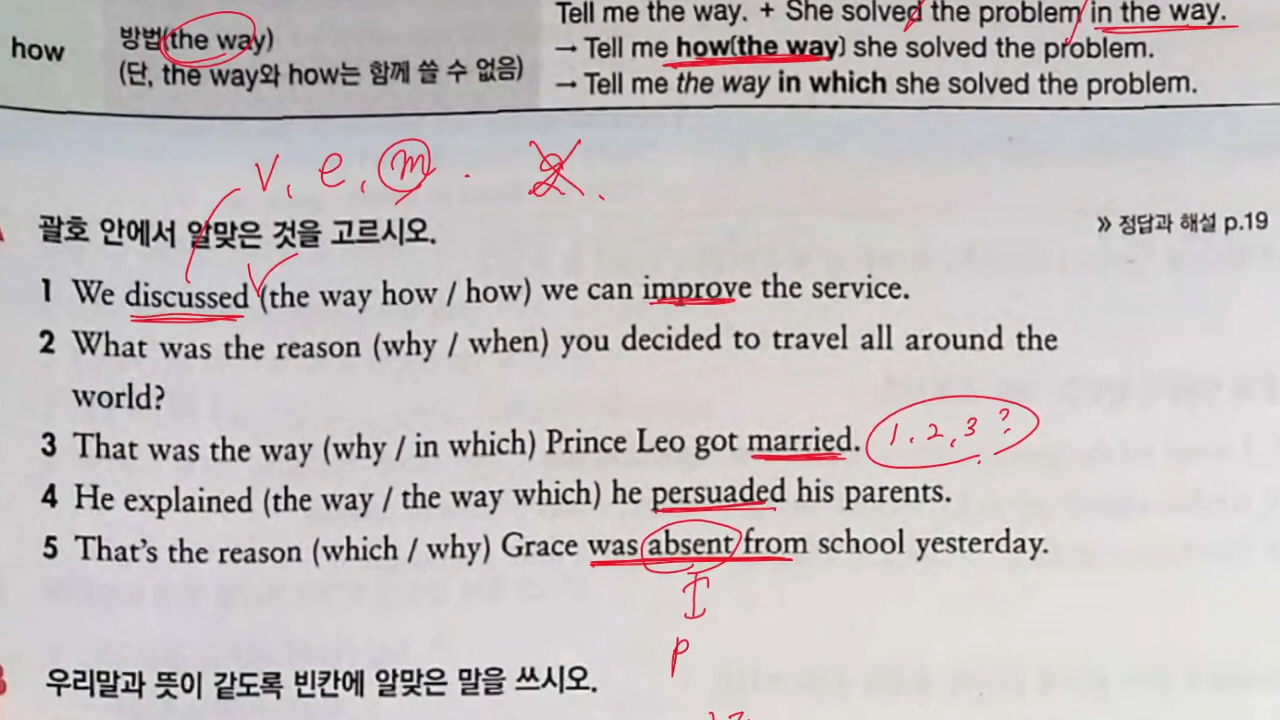 how
방법(the way)
(단, the way와 how는 함께 쓸 수 없음)
Tell me the way. + She solved the problem in the way.
→ Tell me how(the way) she solved the problem.
→ Tell me the way in which she solved the problem.
v, e, m .
괄호 안에서 알맞은 것을 고르시오.
» 정답과 해설 p.19
1 We discussed (the way how / how) we can improve the service.
2 What was the reason (why / when) you decided to travel all around the
world?
3 That was the way (why / in which) Prince Leo got married.
1, 2, 3 ?
4 He explained (the way / the way which) he persuaded his parents.
5 That's the reason (which / why) Grace was absent from school yesterday.
p
우리말과 뜻이 같도록 빈칸에 알맞은 말을 쓰시오.